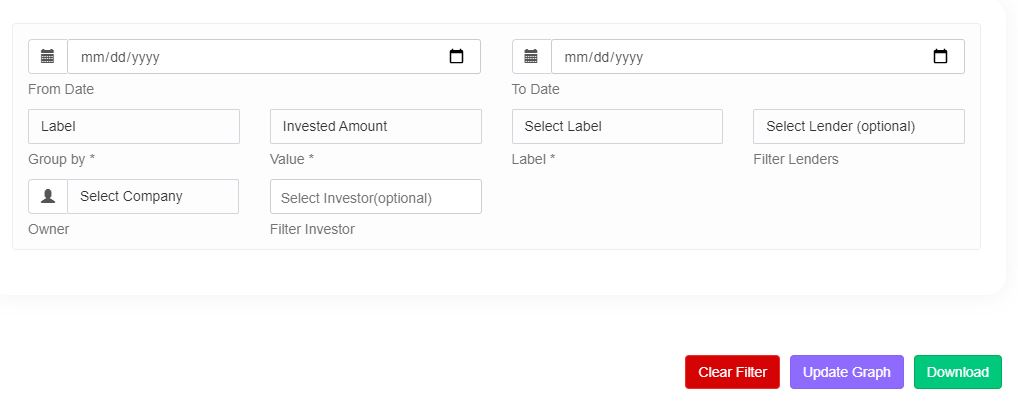 mm/dd/yyyy mm/dd/yyyy
From Date To Date
Label Invested Amount Select Label Select Lender (optional)
Group by * Value * Label * Filter Lenders
Select Company Select Investor(optional)
Owner Filter Investor
Clear Filter Update Graph Download